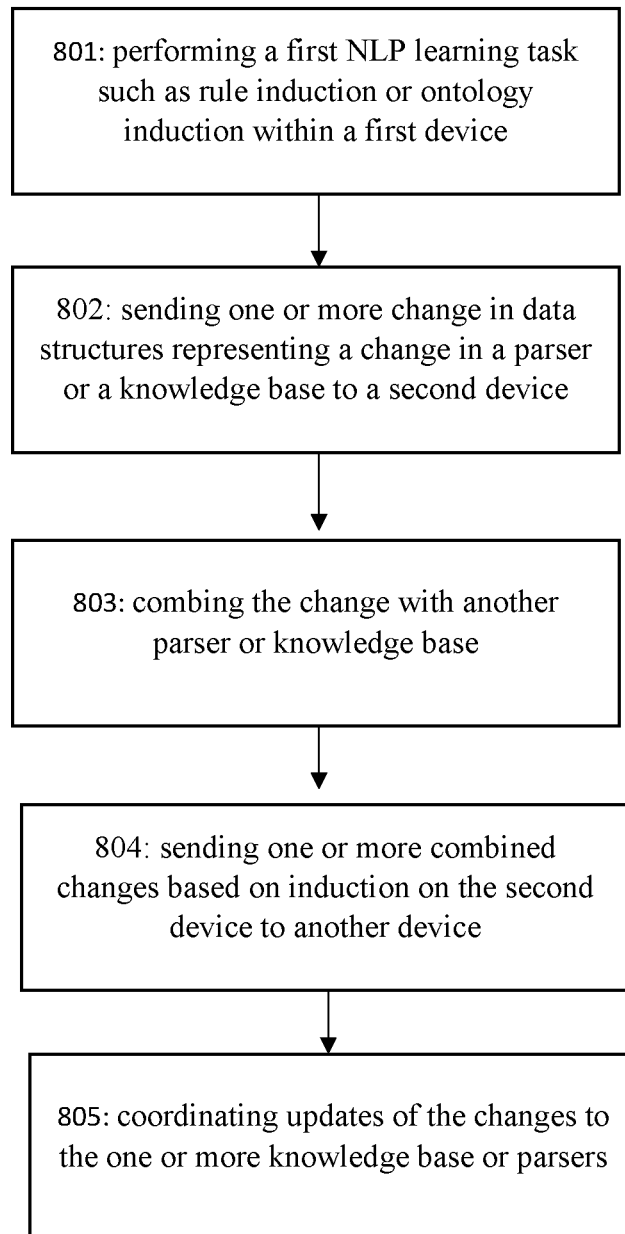 801: performing a first NLP learning task
such as rule induction or ontology
induction within a first device
802: sending one or more change in data
structures representing a change in a parser
or a knowledge base to a second device
803: combing the change with another
parser or knowledge base
804: sending one or more combined
changes based on induction on the second
device to another device
805: coordinating updates of the changes to
the one or more knowledge base or parsers